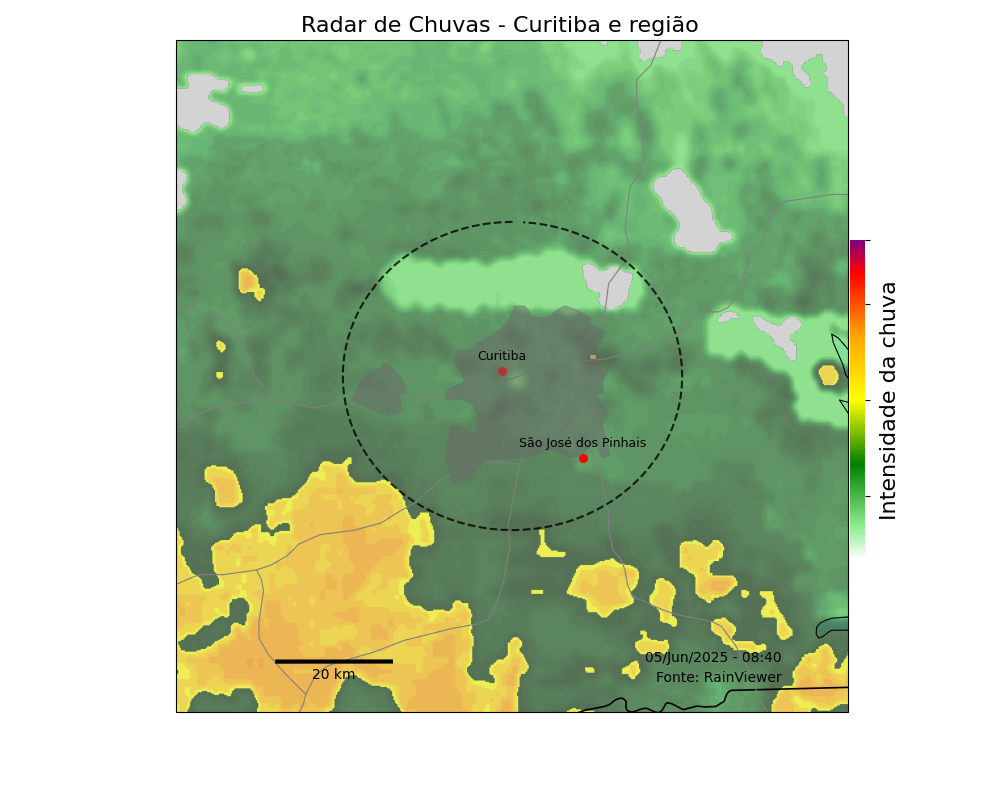 Radar de Chuvas - Curitiba e região
Curitiba
São José dos Pinhais
Intensidade da chuva
20 km
05/Jun/2025 - 08:40
Fonte: RainViewer